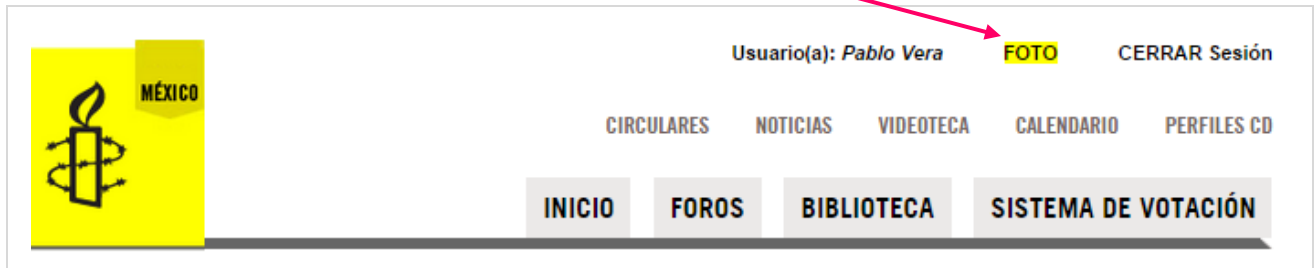 Usuario(a): Pablo Vera FOTO CERRAR Sesión
MÉXICO
CIRCULARES NOTICIAS VIDEOTECA CALENDARIO PERFILES CD
INICIO FOROS BIBLIOTECA SISTEMA DE VOTACIÓN